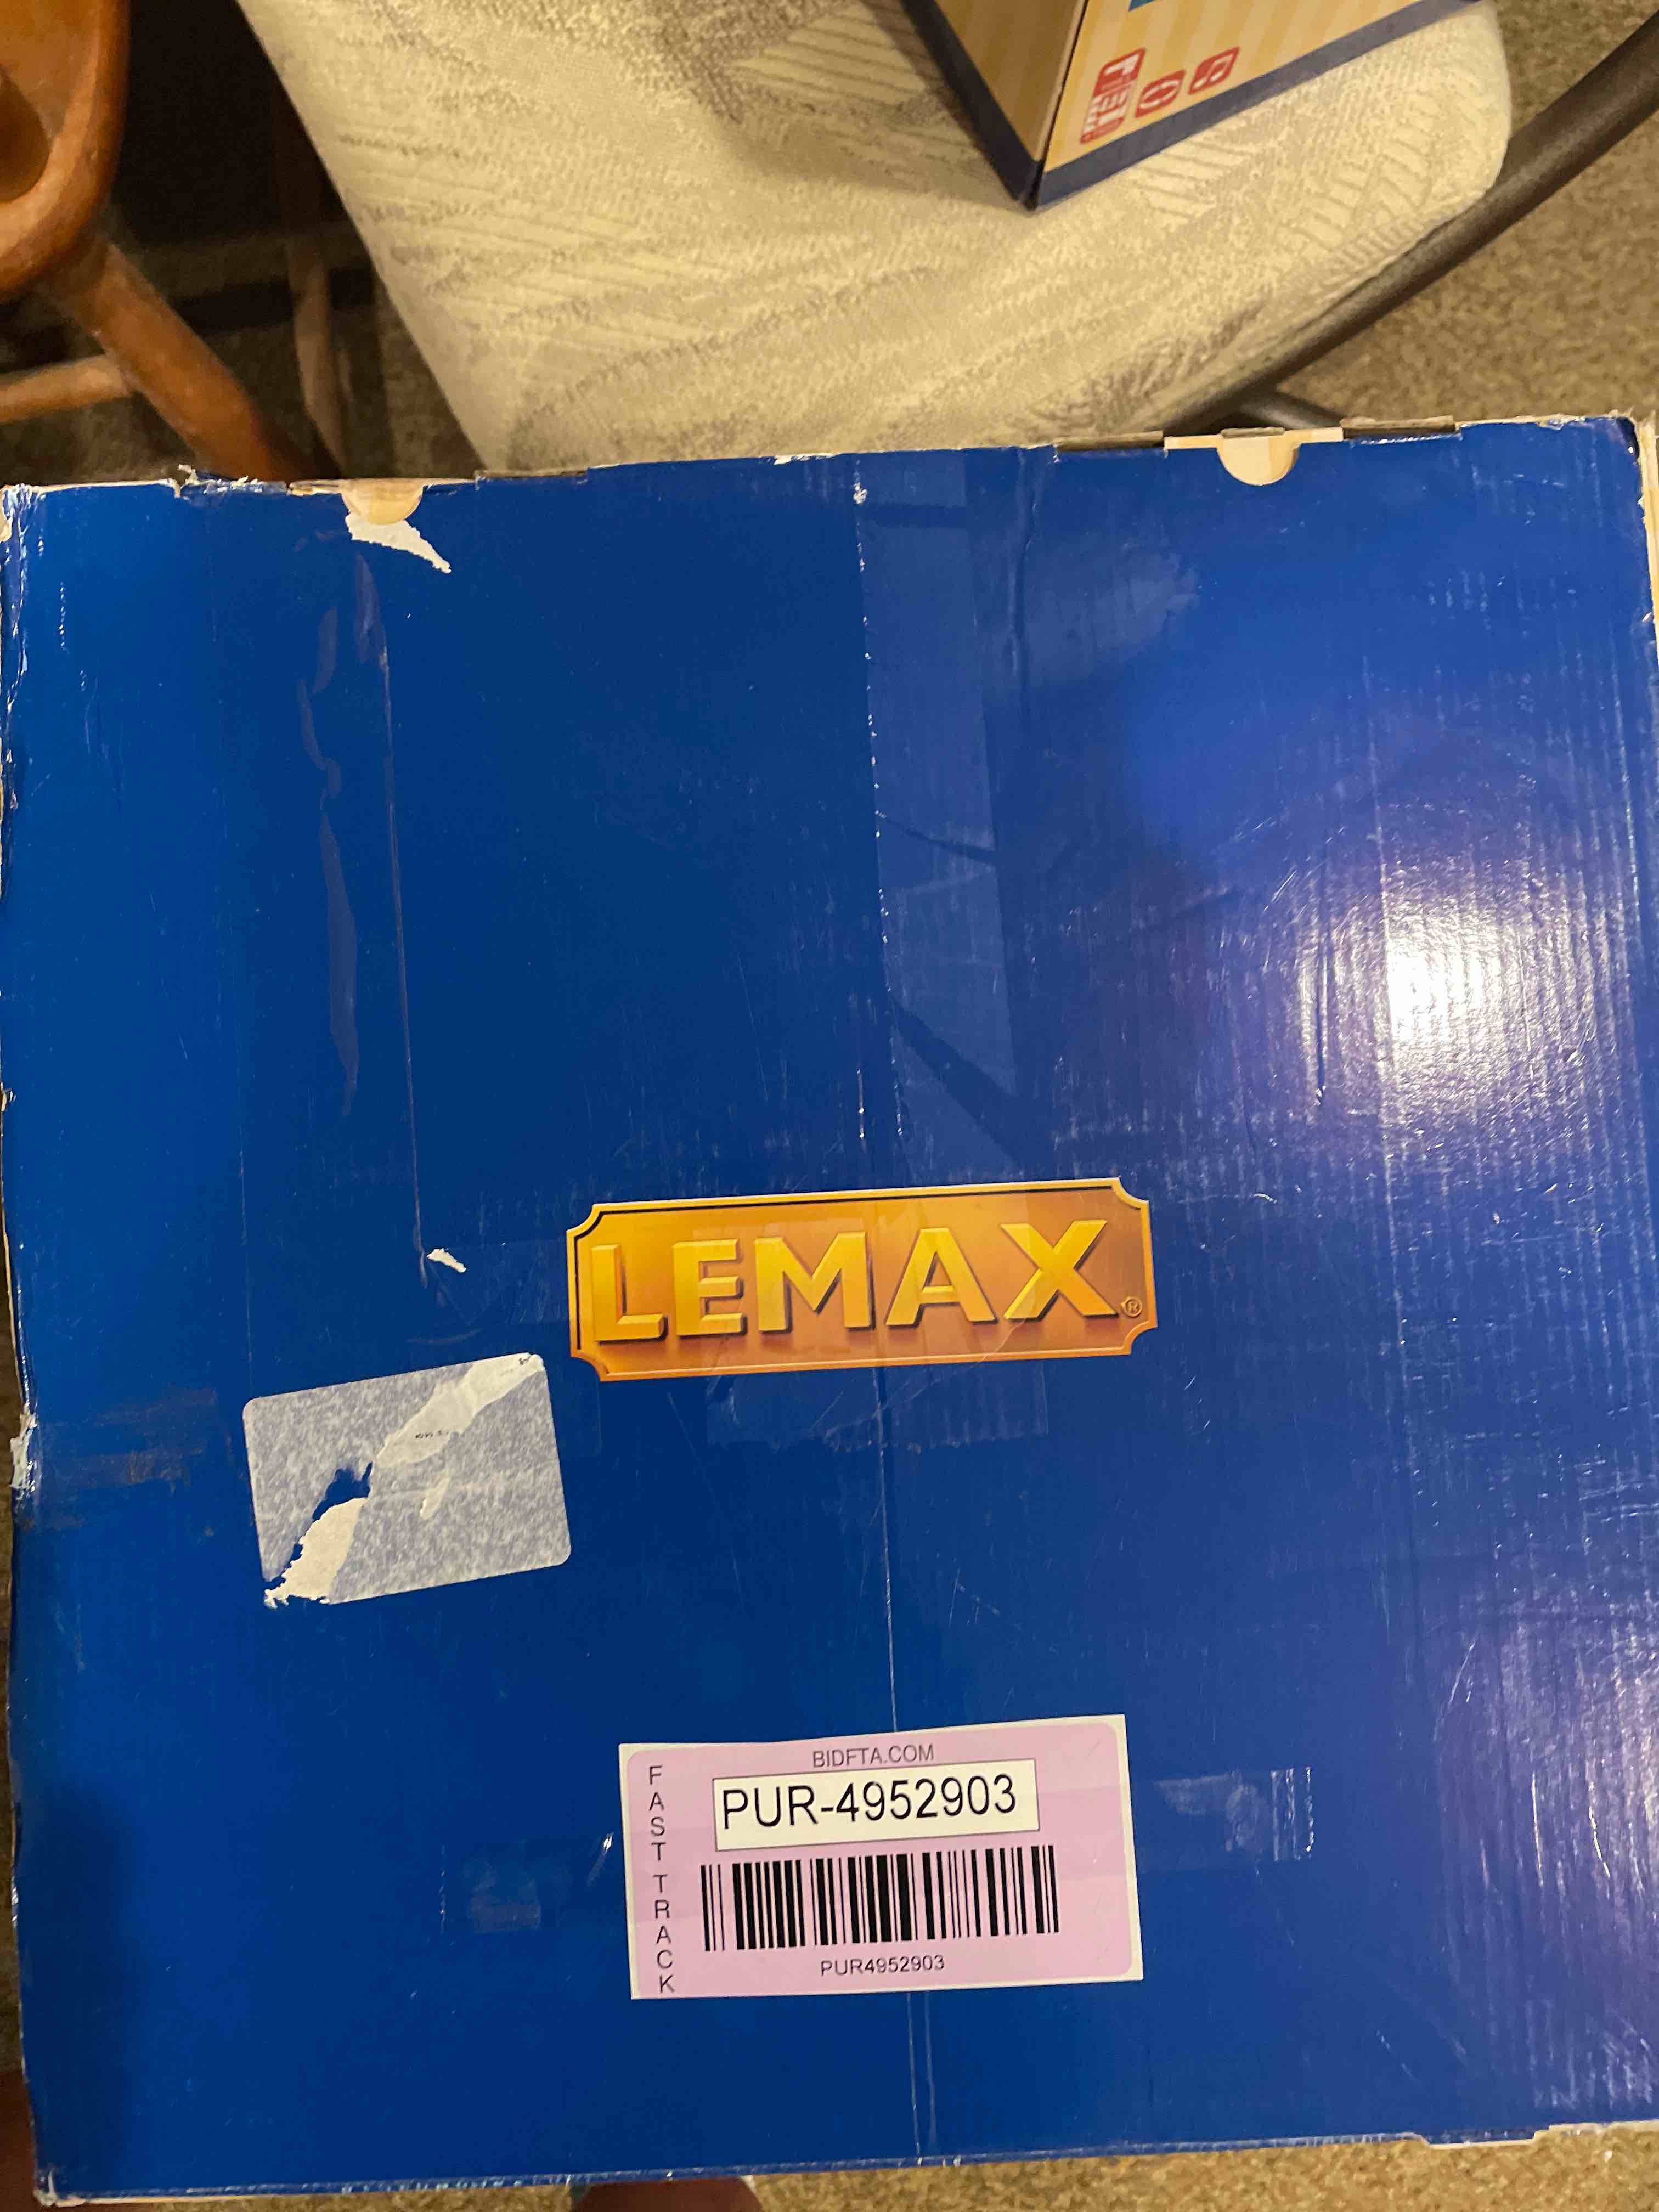 LEMAX®
BIDFTA.COM
FAST TRACK
PUR-4952903
PUR4952903